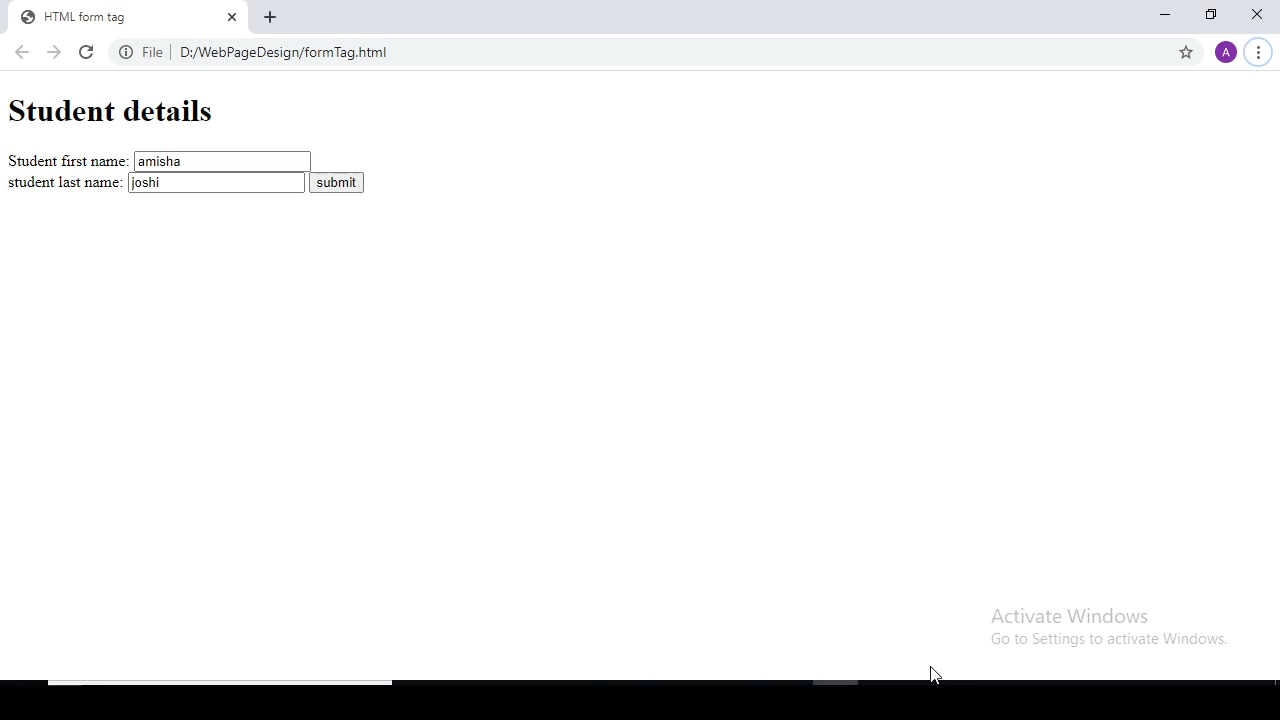 HTML form tag
File D:/WebPageDesign/formTag.html
A
Student details
Student first name: amisha
student last name: joshi submit
Activate Windows
Go to Settings to activate Windows.